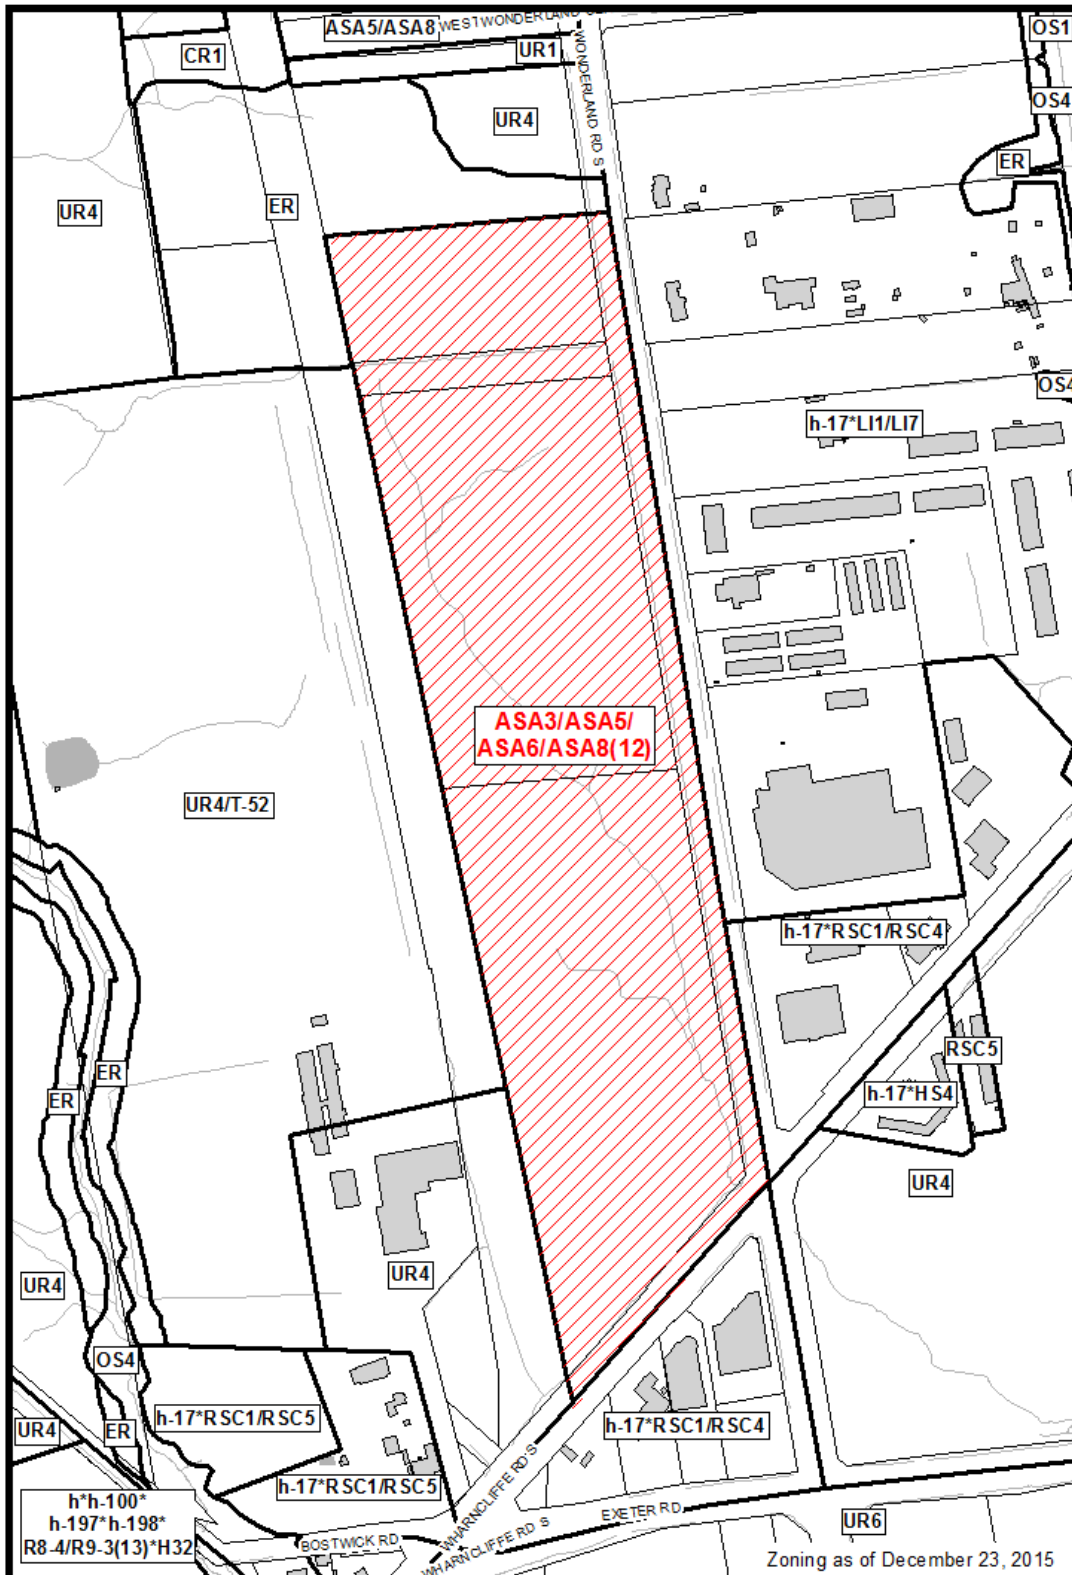 ASA5/ASA8
WEST WONDERLAND
OS1
CR1
UR1
WONDERLAND RD S
OS4
UR4
ER
UR4
ER
OS4
h-17*LI1/LI7
ASA3/ASA5/
ASA6/ASA8(12)
UR4/T-52
h-17*RSC1/RSC4
RSC5
ER
ER
h-17*HS4
UR4
UR4
UR4
OS4
h-17*RSC1/RSC5
h-17*RSC1/RSC4
UR4
ER
h-17*RSC1/RSC5
WHARNCLIFFE RD S
h*h-100*
h-197*h-198*
R8-4/R9-3(13)*H32
EXETER RD
UR6
BOSTWICK RD
WHARNCLIFFE RD S
Zoning as of December 23, 2015